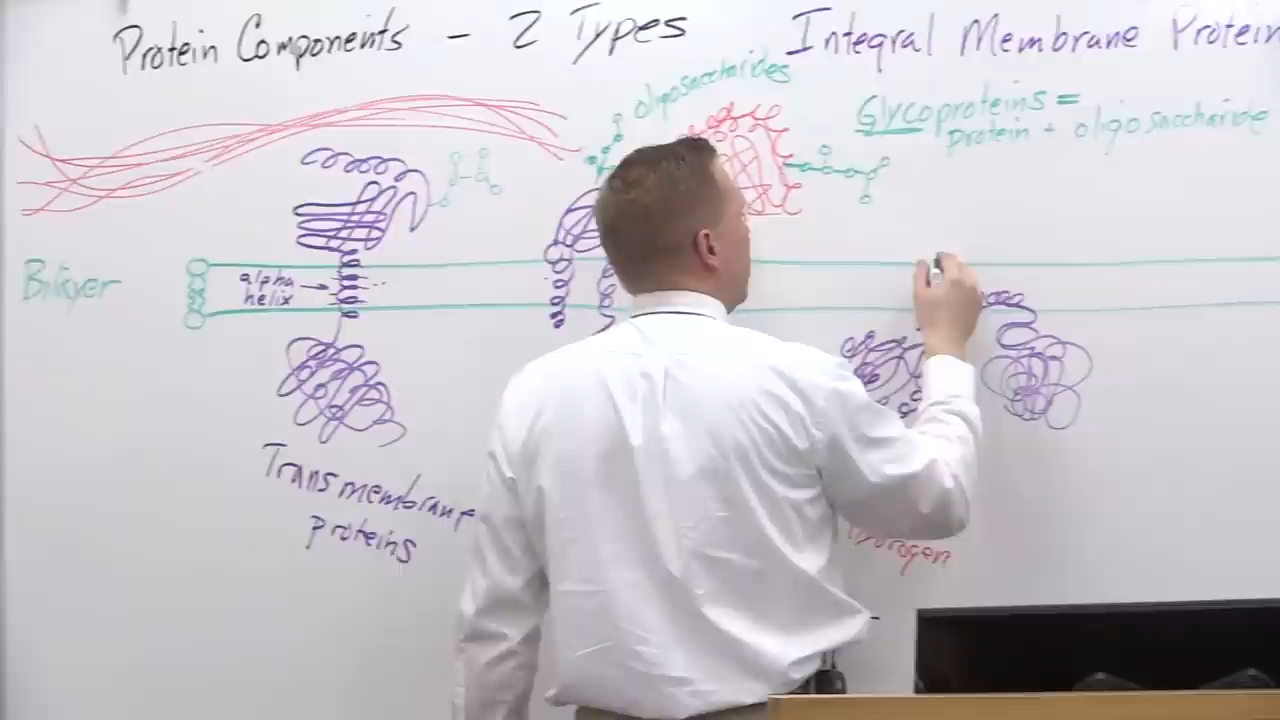 Protein Components - 2 Types
Integral Membrane Protein
oligosaccharides
Glycoproteins =
protein + oligosaccharide
Bilayer
alpha
helix
Transmembrane
proteins